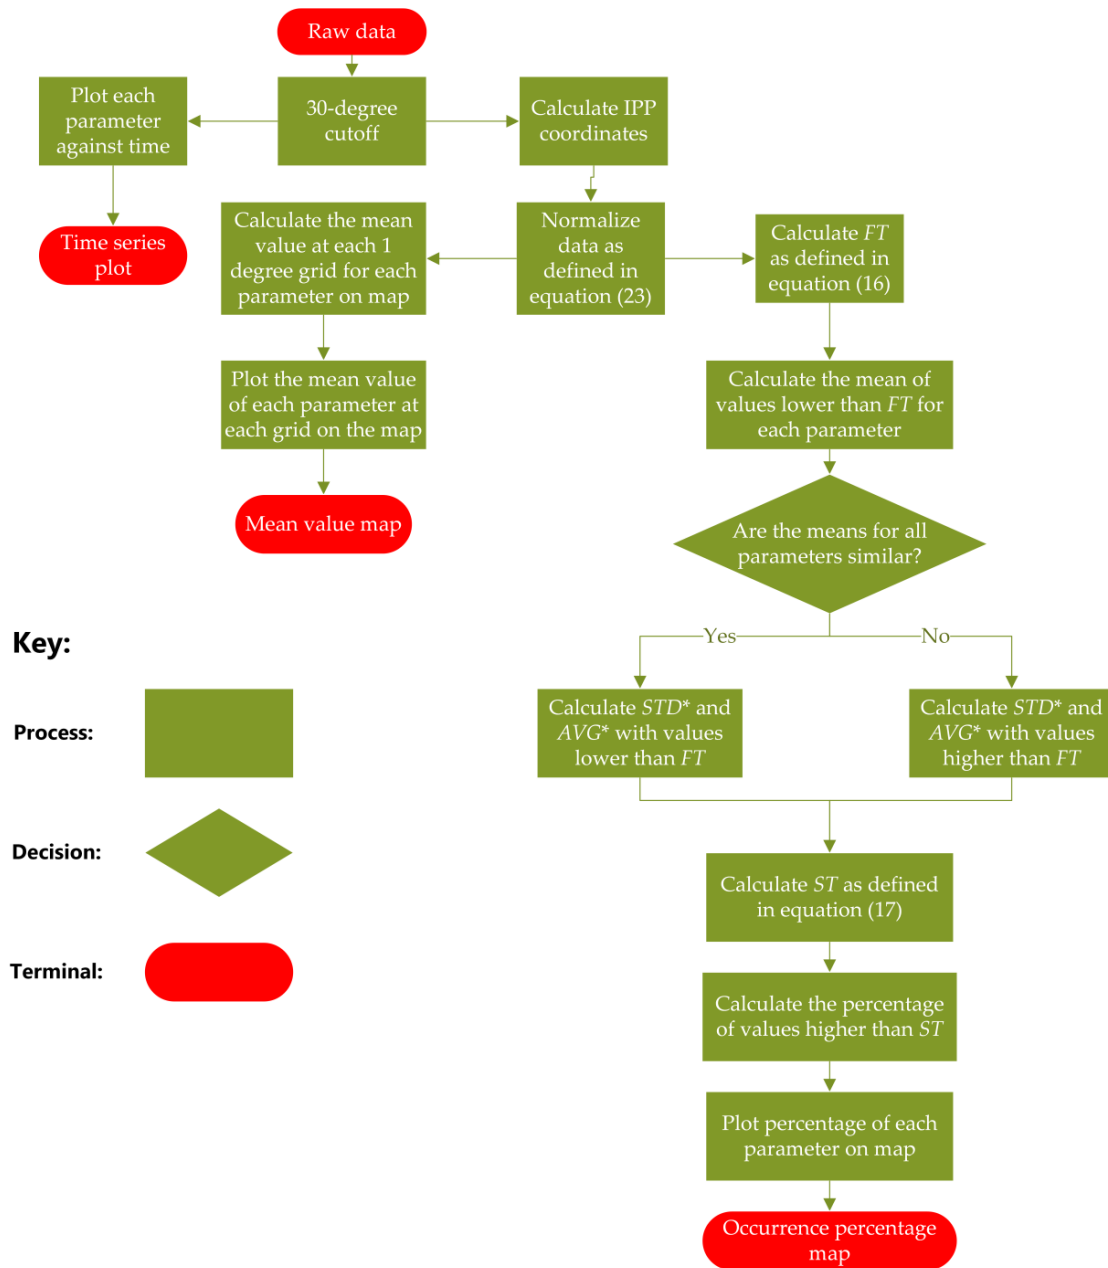 Raw data
Plot each
parameter
against time
30-degree
cutoff
Calculate IPP
coordinates
Time series
plot
Calculate the mean
value at each 1
degree grid for each
parameter on map
Normalize
data as
defined in
equation (23)
Calculate FT
as defined in
equation (16)
Plot the mean value
of each parameter at
each grid on the map
Calculate the mean of
values lower than FT for
each parameter
Mean value map
Are the means for all
parameters similar?
Yes
No
Key:
Process:
Calculate STD* and
AVG* with values
lower than FT
Calculate STD* and
AVG* with values
higher than FT
Decision:
Calculate ST as defined
in equation (17)
Terminal:
Calculate the percentage
of values higher than ST
Plot percentage of each
parameter on map
Occurrence percentage
map